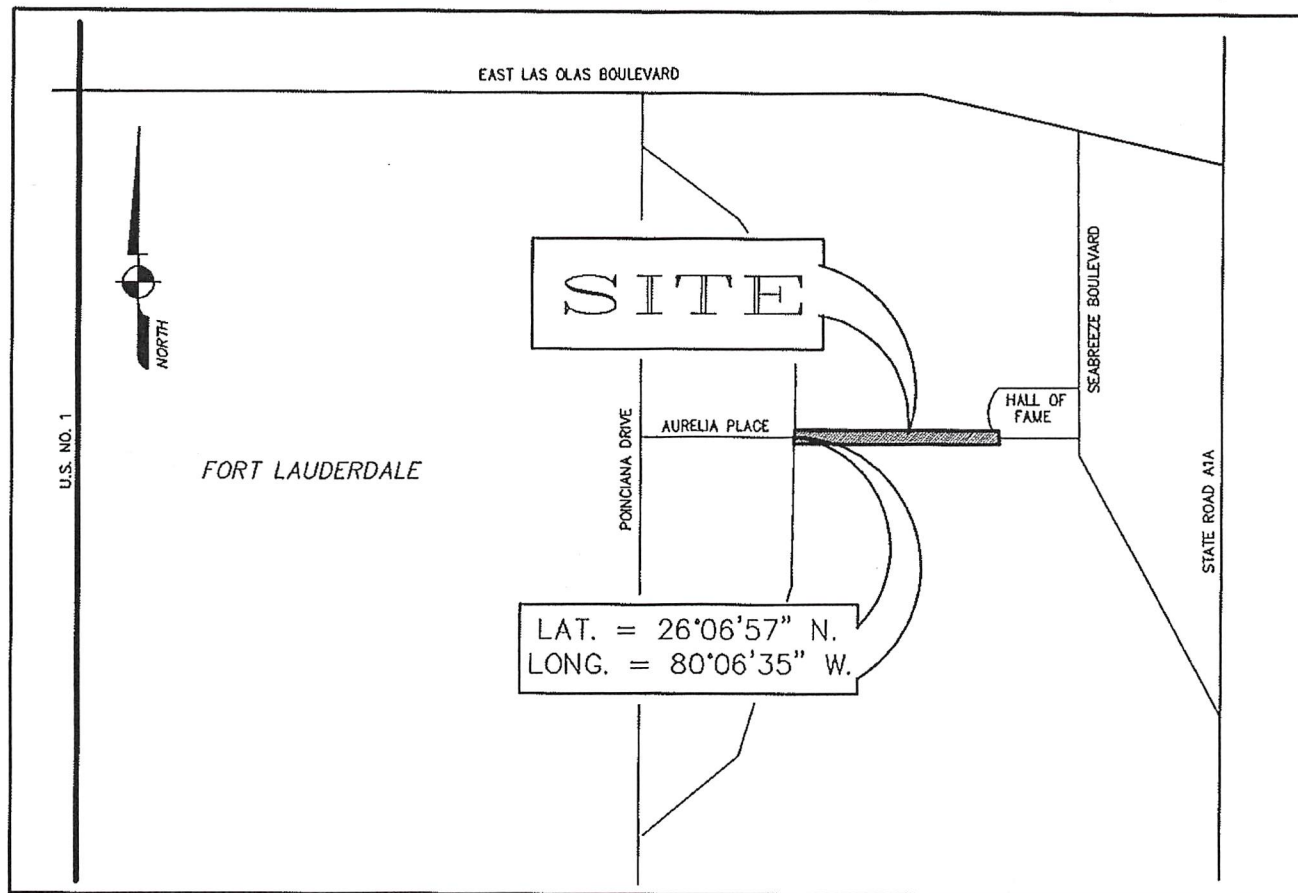 EAST LAS OLAS BOULEVARD
SITE
NORTH
U.S. NO. 1
FORT LAUDERDALE
POINCIANA DRIVE
AURELIA PLACE
HALL OF
FAME
SEABREEZE BOULEVARD
STATE ROAD A1A
LAT. = 26°06'57" N.
LONG. = 80°06'35" W.